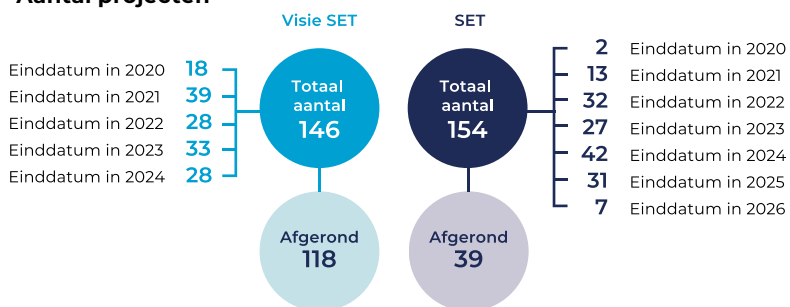 Aantal projecten
Visie SET
SET
Einddatum in 2020 18
Einddatum in 2021 39
Einddatum in 2022 28
Einddatum in 2023 33
Einddatum in 2024 28
Totaal
aantal
146
Totaal
aantal
154
2 Einddatum in 2020
13 Einddatum in 2021
32 Einddatum in 2022
27 Einddatum in 2023
42 Einddatum in 2024
31 Einddatum in 2025
7 Einddatum in 2026
Afgerond
118
Afgerond
39